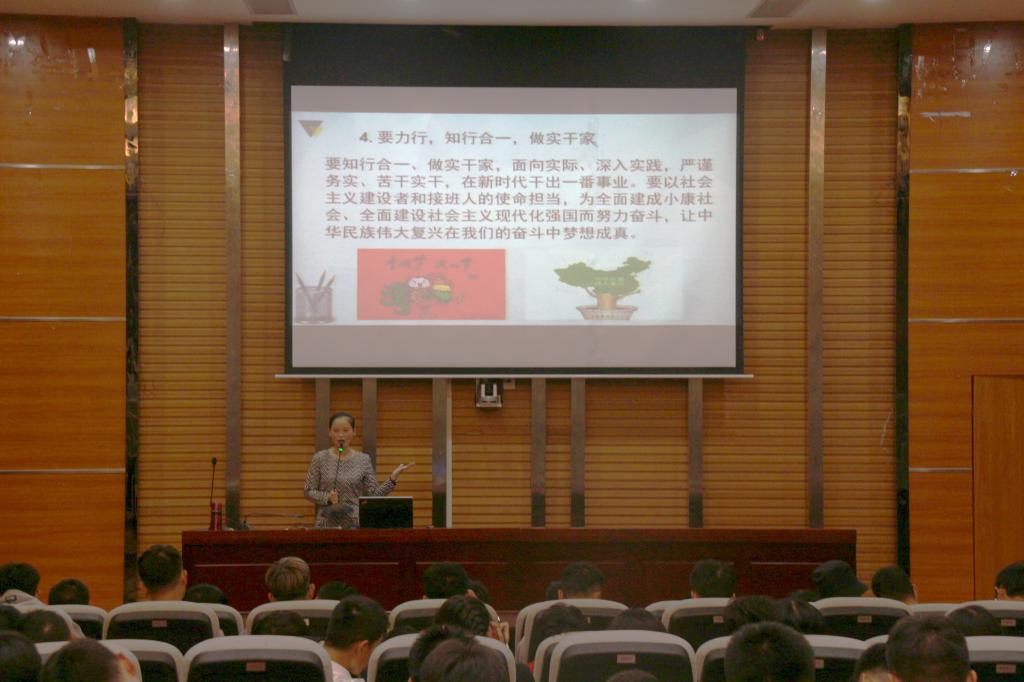 4. 要力行，知行合一，做实干家
要知行合一、做实干家，面向实际、深入实践，严谨
务实、苦干实干，在新时代干出一番事业。要以社会
主义建设者和接班人的使命担当，为全面建成小康社
会、全面建设社会主义现代化强国而努力奋斗，让中
华民族伟大复兴在我们的奋斗中梦想成真。